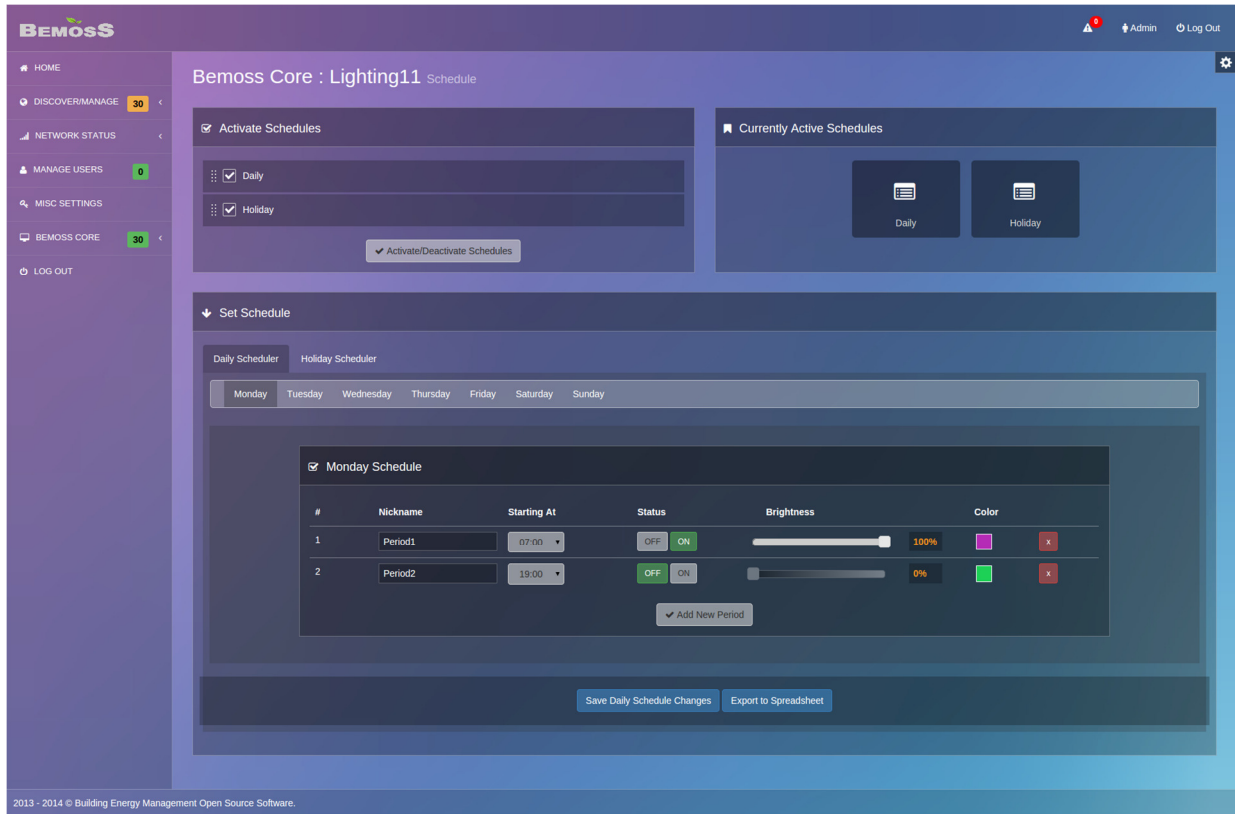 BEMOSS
0
Admin
Log Out
HOME
DISCOVER/MANAGE 30
NETWORK STATUS
MANAGE USERS 0
MISC SETTINGS
BEMOSS CORE 30
LOG OUT
Bemoss Core : Lighting11 Schedule
Activate Schedules
Daily
Holiday
Activate/Deactivate Schedules
Currently Active Schedules
Daily Holiday
Set Schedule
Daily Scheduler Holiday Scheduler
Monday Tuesday Wednesday Thursday Friday Saturday Sunday
Monday Schedule
# Nickname Starting At Status Brightness Color
1 Period1 07:00 OFF ON 100% x
2 Period2 19:00 OFF ON 0% x
Add New Period
Save Daily Schedule Changes Export to Spreadsheet
2013 - 2014 © Building Energy Management Open Source Software.